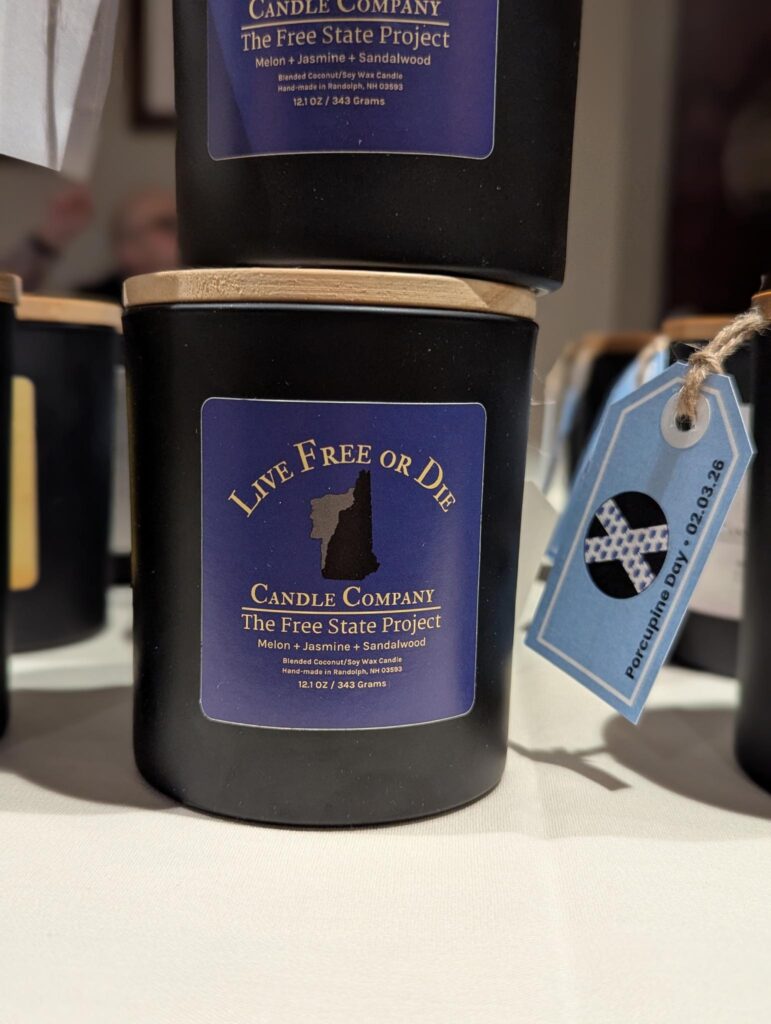 CANDLE COMPANY
The Free State Project
Melon + Jasmine + Sandalwood
Blended Coconut/Soy Wax Candle
Hand-made in Randolph, NH 03593
12.1 OZ / 343 Grams
LIVE FREE OR DIE
CANDLE COMPANY
The Free State Project
Melon + Jasmine + Sandalwood
Blended Coconut/Soy Wax Candle
Hand-made in Randolph, NH 03593
12.1 OZ / 343 Grams
Porcupine Day • 02.03.26